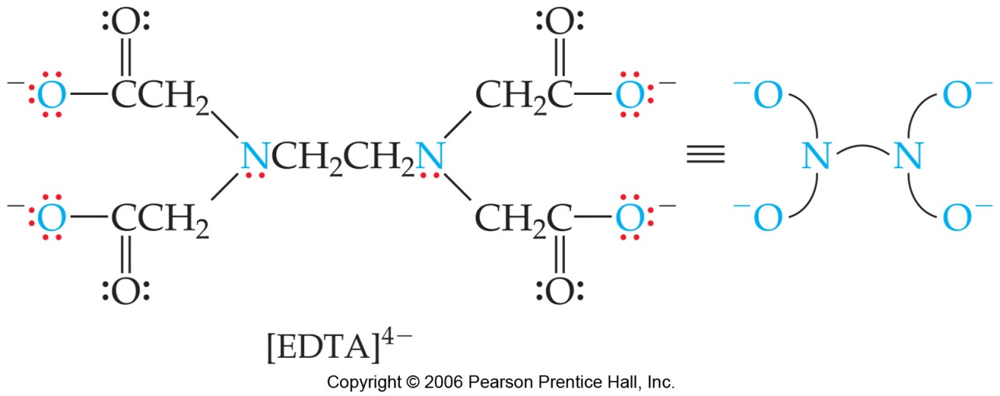 :O: :O:
⁻:O—CCH₂ CH₂C—O:⁻ ⁻O O⁻
NCH₂CH₂N ≡ N N
⁻:O—CCH₂ CH₂C—O:⁻ ⁻O O⁻
:O: :O:
[EDTA]⁴⁻
Copyright © 2006 Pearson Prentice Hall, Inc.